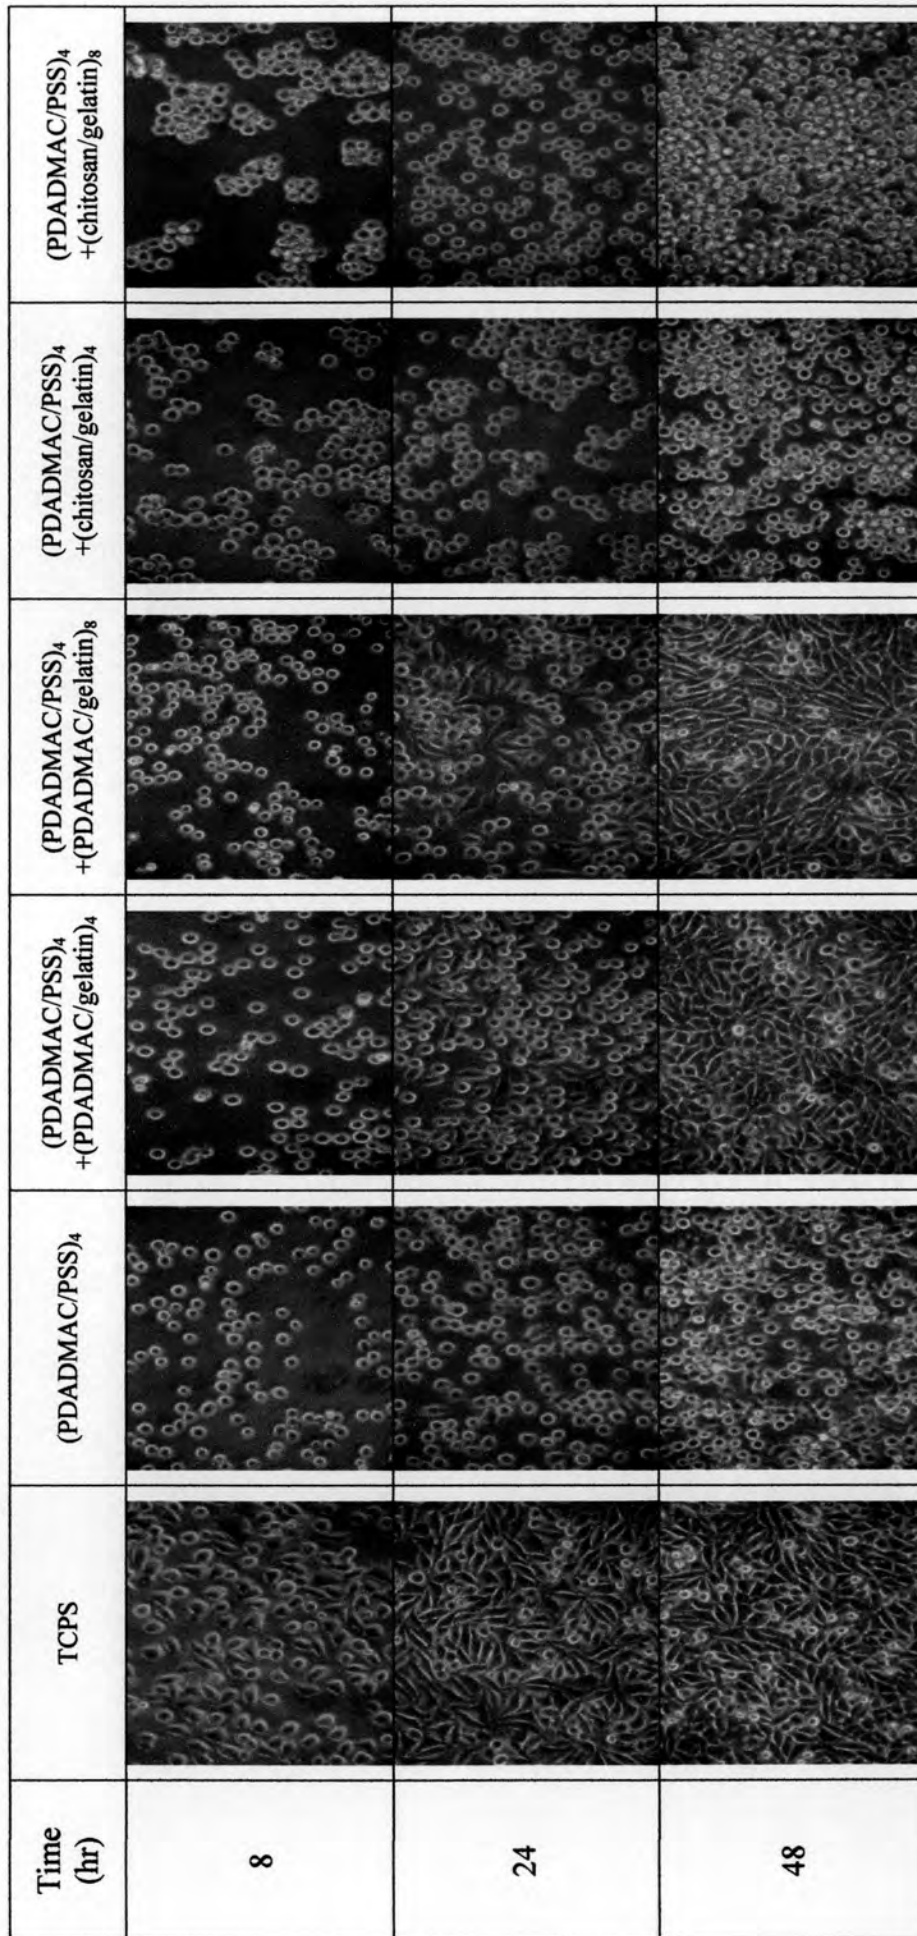 Time
(hr)
TCPS
(PDADMAC/PSS)₄
(PDADMAC/PSS)₄
+(PDADMAC/gelatin)₄
(PDADMAC/PSS)₄
+(PDADMAC/gelatin)₈
(PDADMAC/PSS)₄
+(chitosan/gelatin)₄
(PDADMAC/PSS)₄
+(chitosan/gelatin)₈
8
24
48